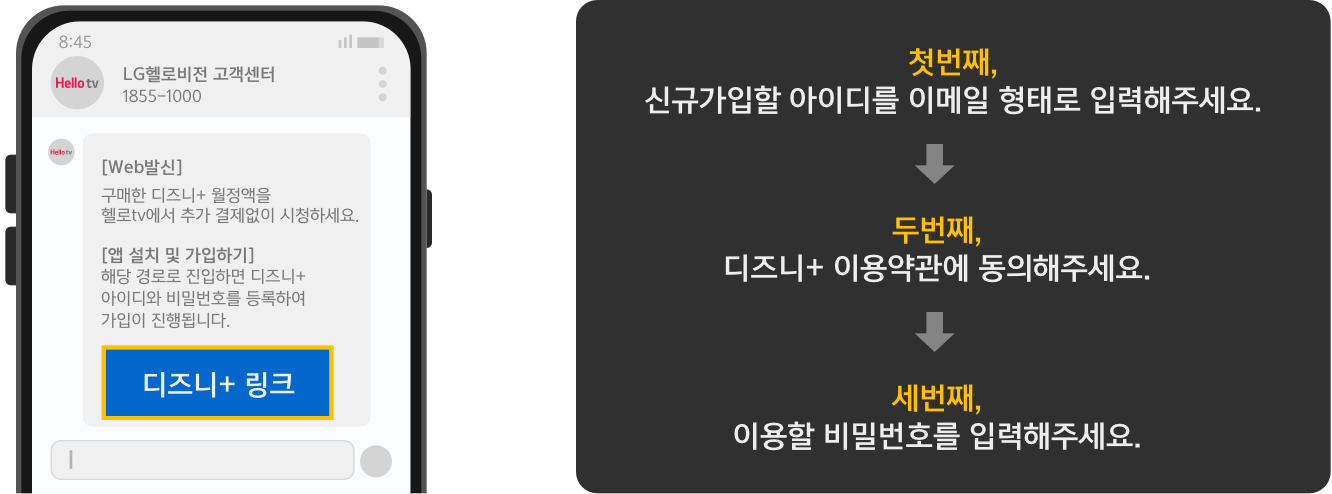 8:45
Hello tv
LG헬로비전 고객센터
1855-1000
Hello tv
[Web발신]
구매한 디즈니+ 월정액을
헬로tv에서 추가 결제없이 시청하세요.
[앱 설치 및 가입하기]
해당 경로로 진입하면 디즈니+
아이디와 비밀번호를 등록하여
가입이 진행됩니다.
디즈니+ 링크
첫번째,
신규가입할 아이디를 이메일 형태로 입력해주세요.
두번째,
디즈니+ 이용약관에 동의해주세요.
세번째,
이용할 비밀번호를 입력해주세요.